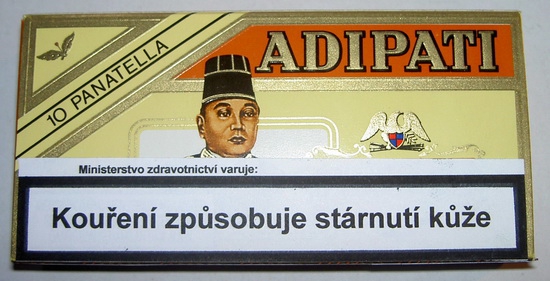 ADIPATI
10 PANATELLA
Ministerstvo zdravotnictví varuje:
Kouření způsobuje stárnutí kůže